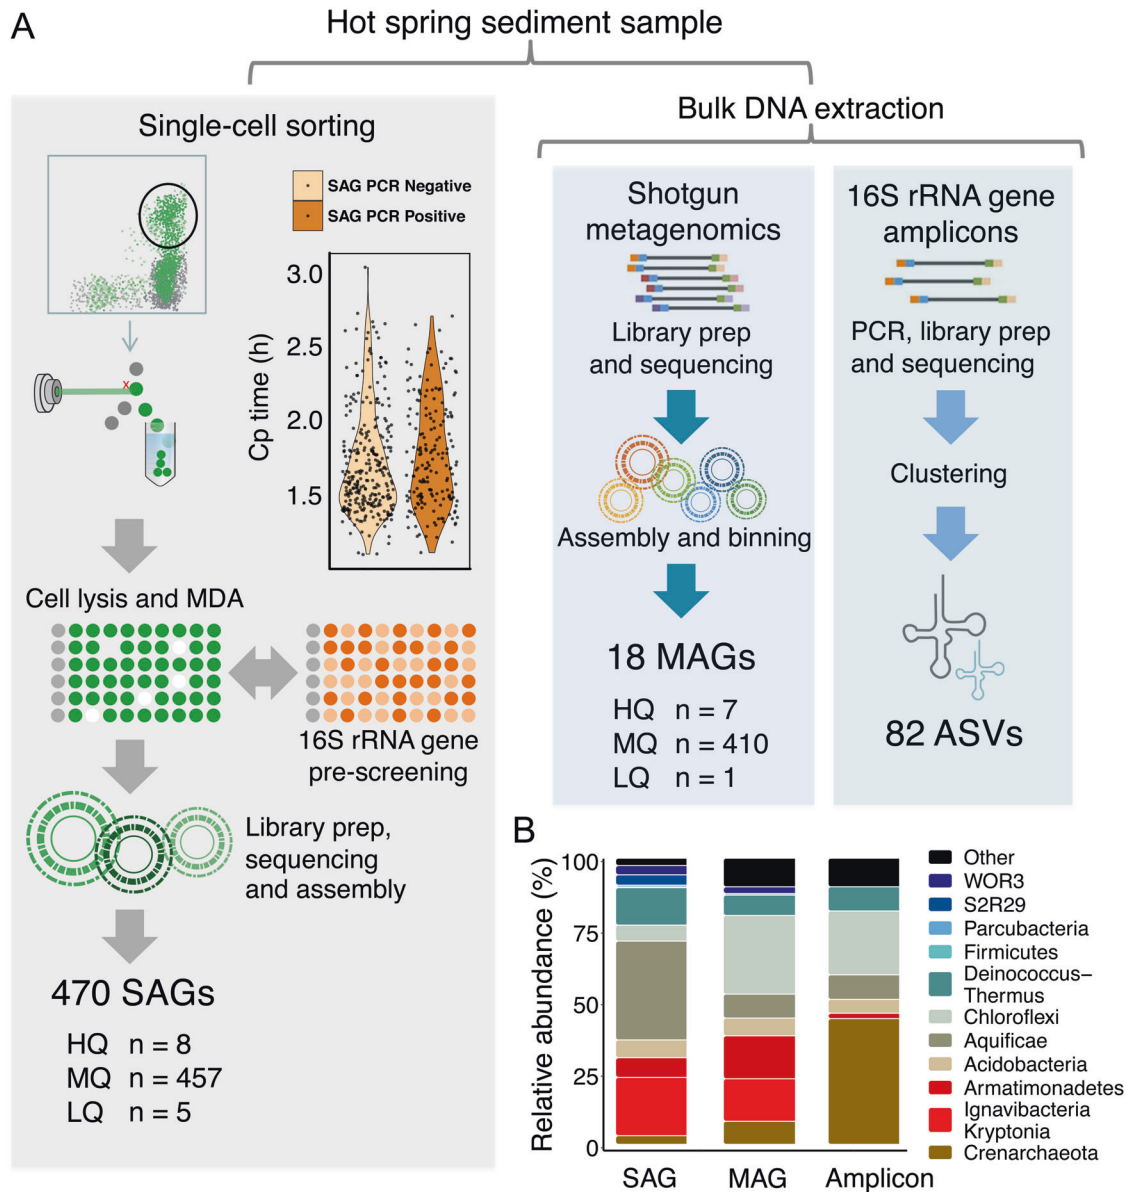 A
Hot spring sediment sample
Single-cell sorting
SAG PCR Negative
SAG PCR Positive
3.0
2.5
2.0
1.5
Cp time (h)
x
Cell lysis and MDA
16S rRNA gene
pre-screening
Library prep,
sequencing
and assembly
470 SAGs
HQ n = 8
MQ n = 457
LQ n = 5
Bulk DNA extraction
Shotgun
metagenomics
Library prep
and sequencing
Assembly and binning
18 MAGs
HQ n = 7
MQ n = 410
LQ n = 1
16S rRNA gene
amplicons
PCR, library prep
and sequencing
Clustering
82 ASVs
B
Relative abundance (%)
100
75
50
25
0
SAG
MAG
Amplicon
Other
WOR3
S2R29
Parcubacteria
Firmicutes
Deinococcus–
Thermus
Chloroflexi
Aquificae
Acidobacteria
Armatimonadetes
Ignavibacteria
Kryptonia
Crenarchaeota